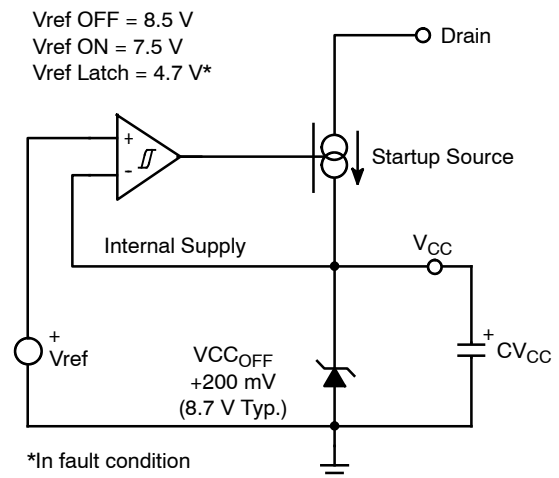 Vref OFF = 8.5 V
Vref ON = 7.5 V
Vref Latch = 4.7 V*
Drain
+
-
Startup Source
Internal Supply
VCC
+
Vref
VCCOFF
+200 mV
(8.7 V Typ.)
+
CVCC
*In fault condition